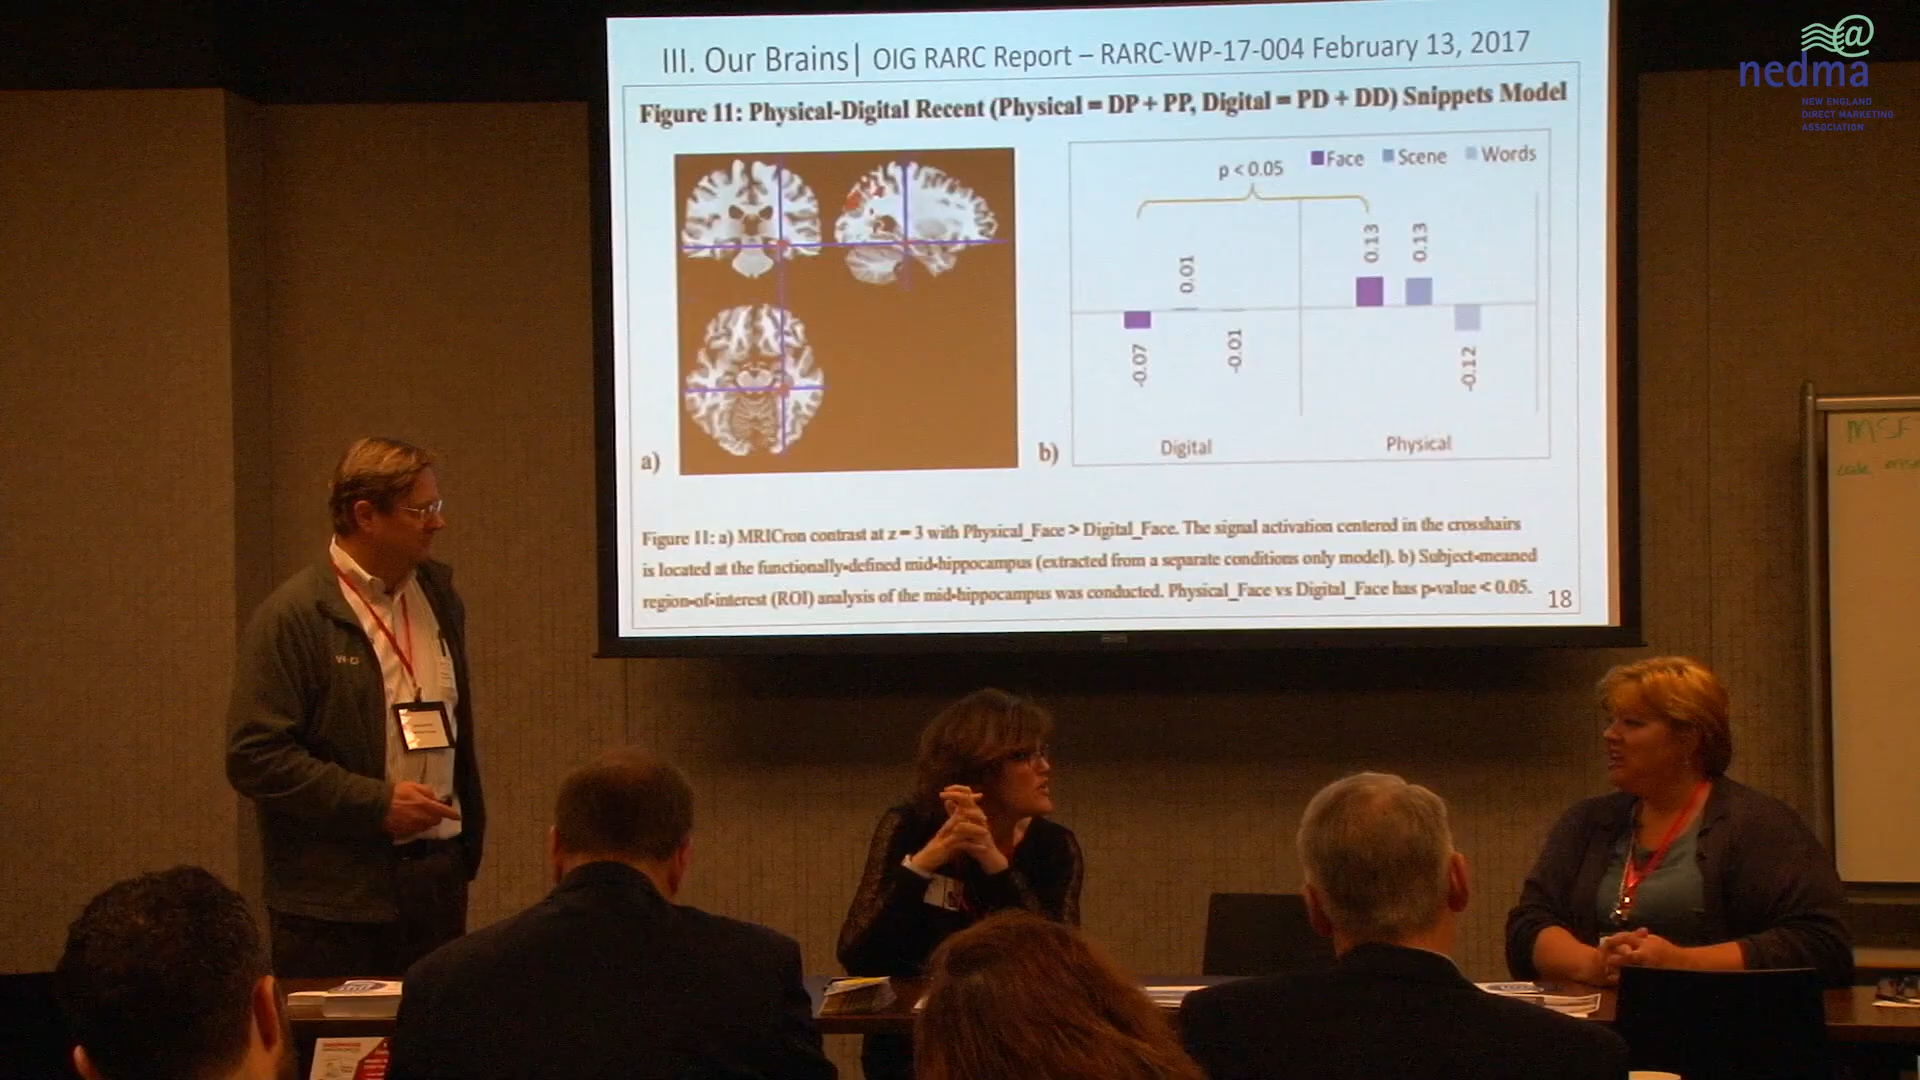 III. Our Brains| OIG RARC Report – RARC-WP-17-004 February 13, 2017
Figure 11: Physical-Digital Recent (Physical = DP + PP, Digital = PD + DD) Snippets Model
a)
b)
p < 0.05
Face Scene Words
-0.07
0.01
-0.01
0.13
0.13
-0.12
Digital
Physical
Figure 11: a) MRICron contrast at z = 3 with Physical_Face > Digital_Face. The signal activation centered in the crosshairs
is located at the functionally-defined mid-hippocampus (extracted from a separate conditions only model). b) Subject-meaned
region-of-interest (ROI) analysis of the mid-hippocampus was conducted. Physical_Face vs Digital_Face has p-value < 0.05.
18
@
nedma
NEW ENGLAND
DIRECT MARKETING
ASSOCIATION
MSF